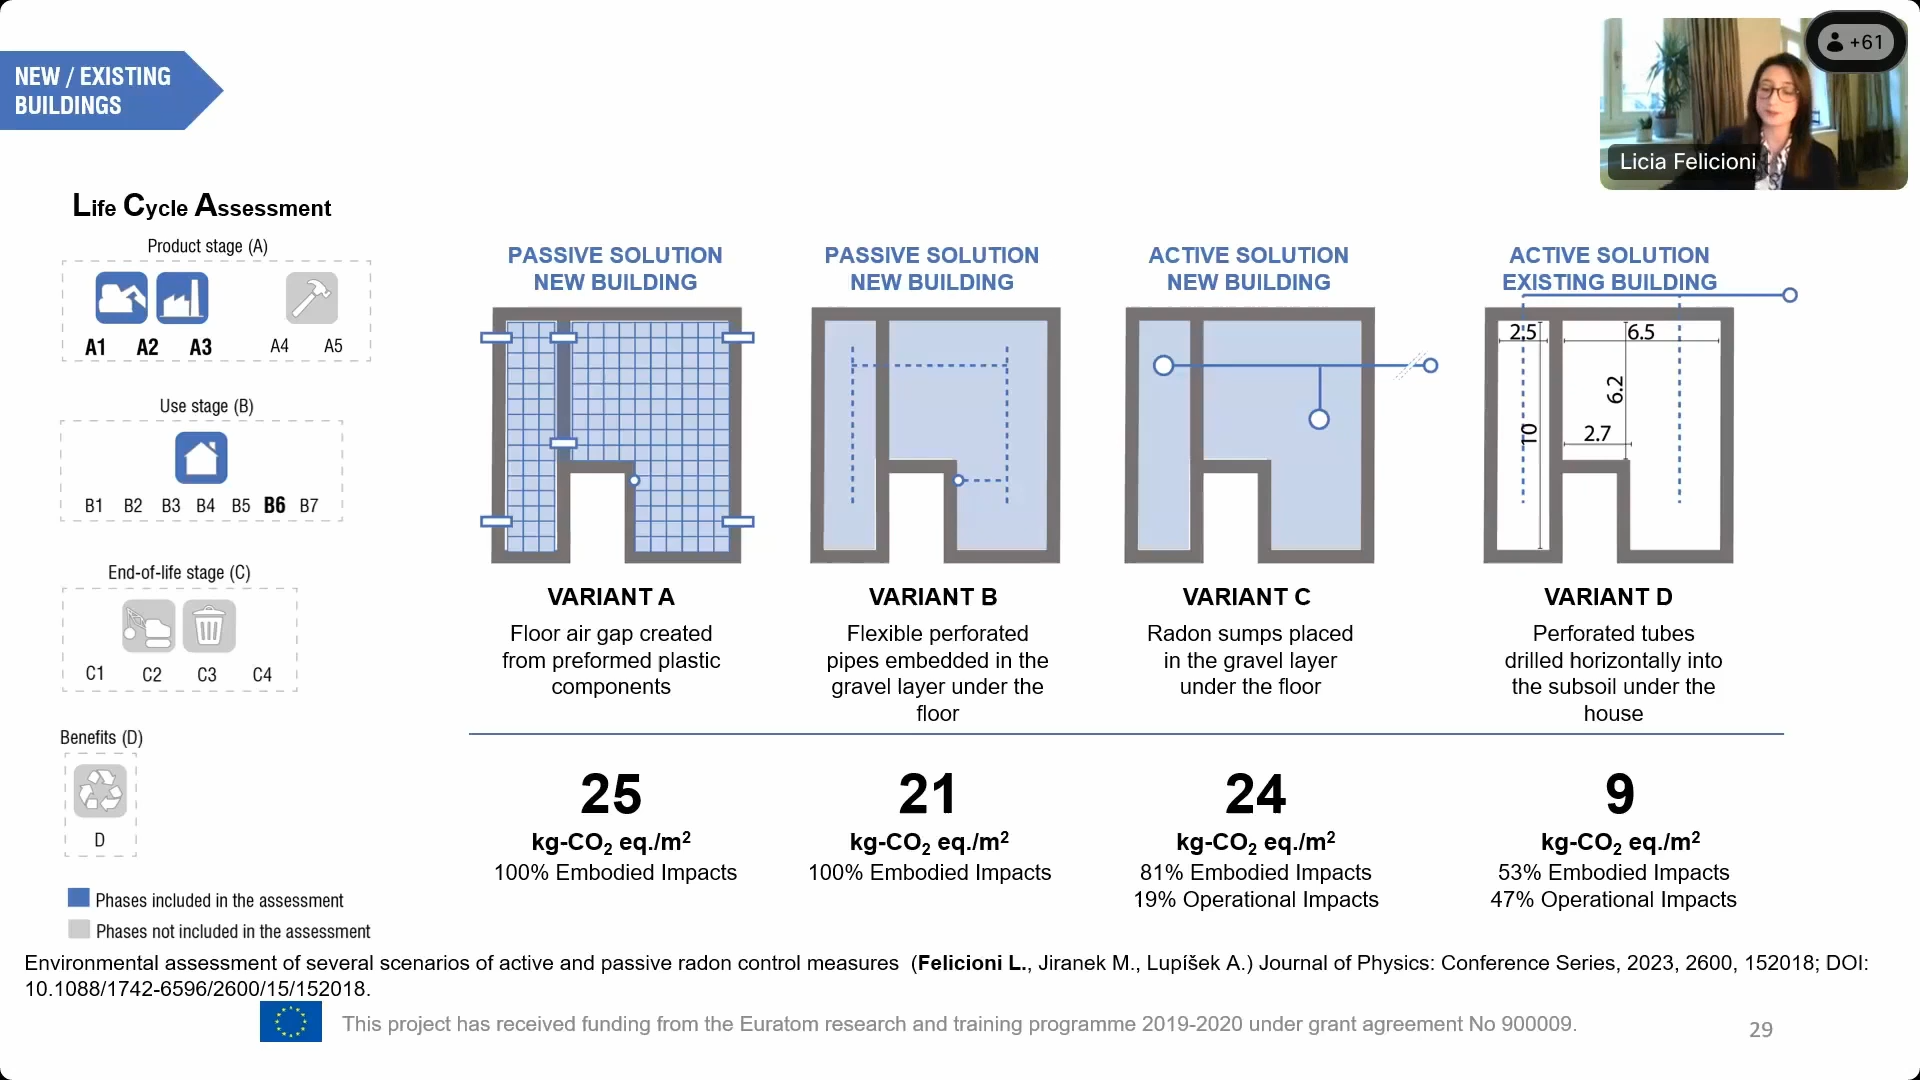 NEW / EXISTING
BUILDINGS
+61
Licia Felicioni
Life Cycle Assessment
Product stage (A)
A1 A2 A3 A4 A5
Use stage (B)
B1 B2 B3 B4 B5 B6 B7
End-of-life stage (C)
C1 C2 C3 C4
Benefits (D)
D
Phases included in the assessment
Phases not included in the assessment
PASSIVE SOLUTION
NEW BUILDING
VARIANT A
Floor air gap created
from preformed plastic
components
25
kg-CO₂ eq./m²
100% Embodied Impacts
PASSIVE SOLUTION
NEW BUILDING
VARIANT B
Flexible perforated
pipes embedded in the
gravel layer under the
floor
21
kg-CO₂ eq./m²
100% Embodied Impacts
ACTIVE SOLUTION
NEW BUILDING
VARIANT C
Radon sumps placed
in the gravel layer
under the floor
24
kg-CO₂ eq./m²
81% Embodied Impacts
19% Operational Impacts
ACTIVE SOLUTION
EXISTING BUILDING
2.5
6.5
6.2
10
2.7
VARIANT D
Perforated tubes
drilled horizontally into
the subsoil under the
house
9
kg-CO₂ eq./m²
53% Embodied Impacts
47% Operational Impacts
Environmental assessment of several scenarios of active and passive radon control measures (Felicioni L., Jiranek M., Lupíšek A.) Journal of Physics: Conference Series, 2023, 2600, 152018; DOI:
10.1088/1742-6596/2600/15/152018.
This project has received funding from the Euratom research and training programme 2019-2020 under grant agreement No 900009.
29